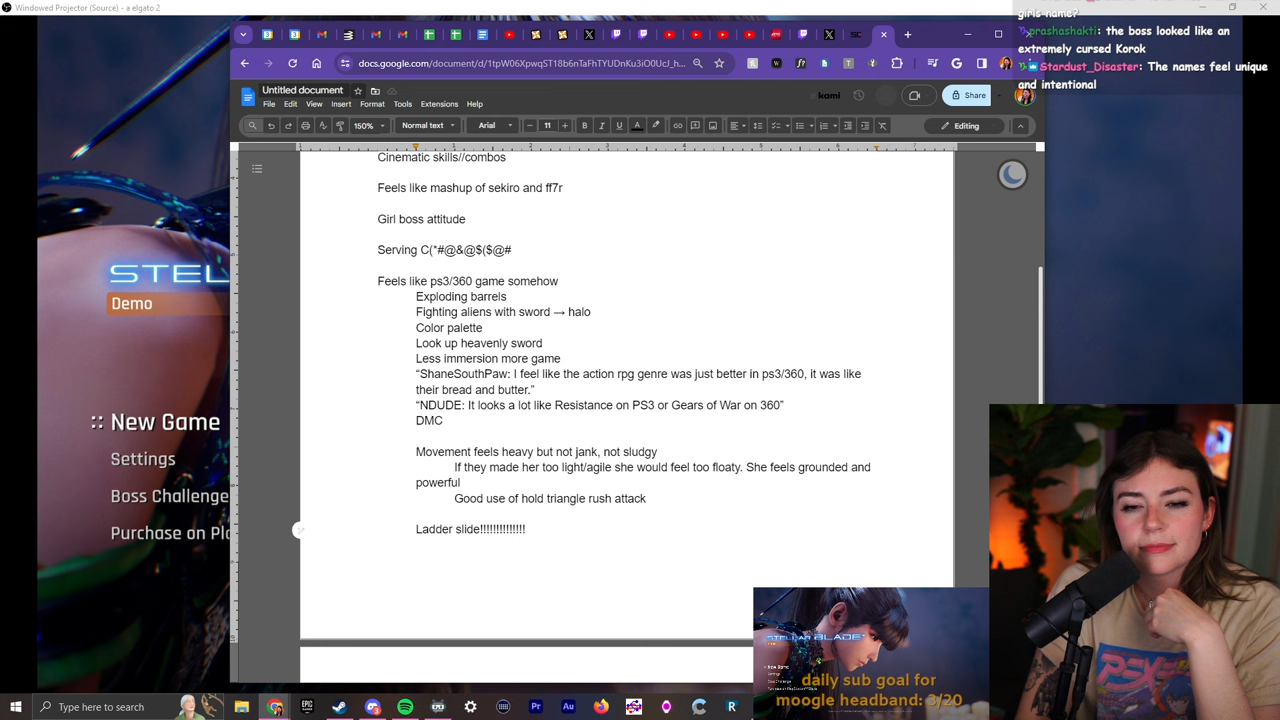 Windowed Projector (Source) - a elgato 2
girls name?
prashashakti: the boss looked like an
extremely cursed Korok
Stardust_Disaster: The names feel unique
and intentional
docs.google.com/document/d/1tpW06XpwqST18b6nTaFhTYUDnKu3iO0UcJ_h...
Untitled document
File Edit View Insert Format Tools Extensions Help
kami
Share
150% Normal text Arial 11 Editing
Cinematic skills//combos
Feels like mashup of sekiro and ff7r
Girl boss attitude
Serving C(*#@&@$($@#
Feels like ps3/360 game somehow
Exploding barrels
Fighting aliens with sword → halo
Color palette
Look up heavenly sword
Less immersion more game
“ShaneSouthPaw: I feel like the action rpg genre was just better in ps3/360, it was like
their bread and butter.”
“NDUDE: It looks a lot like Resistance on PS3 or Gears of War on 360”
DMC
Movement feels heavy but not jank, not sludgy
If they made her too light/agile she would feel too floaty. She feels grounded and
powerful
Good use of hold triangle rush attack
Ladder slide!!!!!!!!!!!!!!
STEL
Demo
:: New Game
Settings
Boss Challenge
Purchase on Pl
STELLAR BLADE
daily sub goal for
moogle headband: 3/20
Type here to search